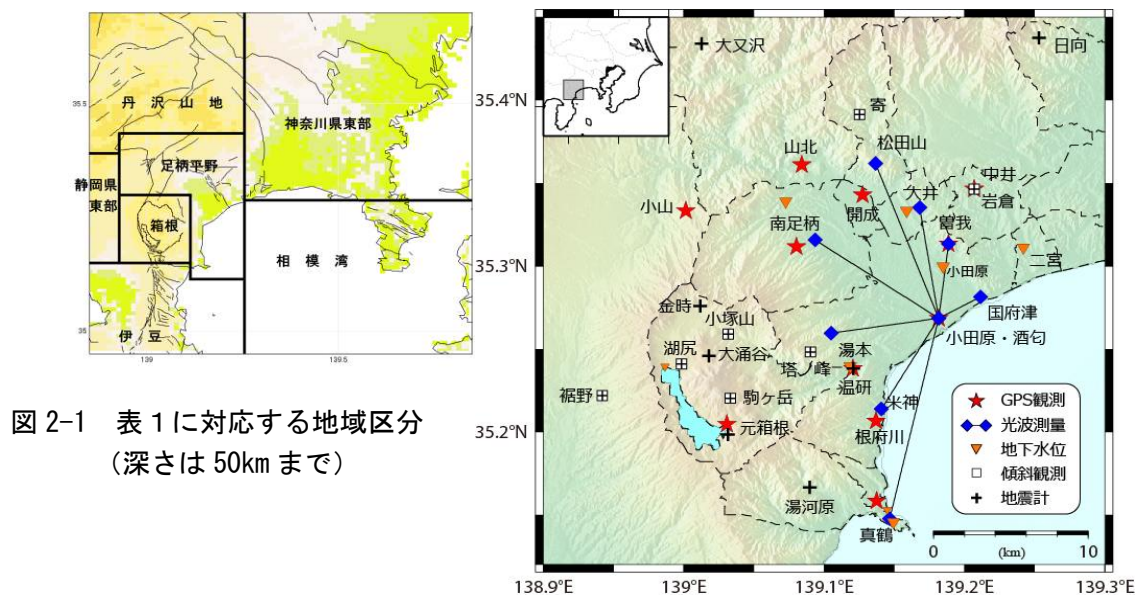 35.5
35
139
139.5
丹沢山地
神奈川県東部
足柄平野
静岡県
東部
箱根
相模湾
伊豆
図 2-1 表１に対応する地域区分
（深さは 50km まで）
35.4°N
35.3°N
35.2°N
138.9°E
139°E
139.1°E
139.2°E
139.3°E
大又沢
日向
寄
山北
松田山
中井
岩倉
大井
小山
開成
南足柄
曽我
小田原
二宮
国府津
小田原・酒匂
金時
小塚山
湖尻
大涌谷
塔ノ峰
湯本
温研
裾野
駒ヶ岳
米神
元箱根
根府川
湯河原
真鶴
GPS観測
光波測量
地下水位
傾斜観測
地震計
0
10
(km)